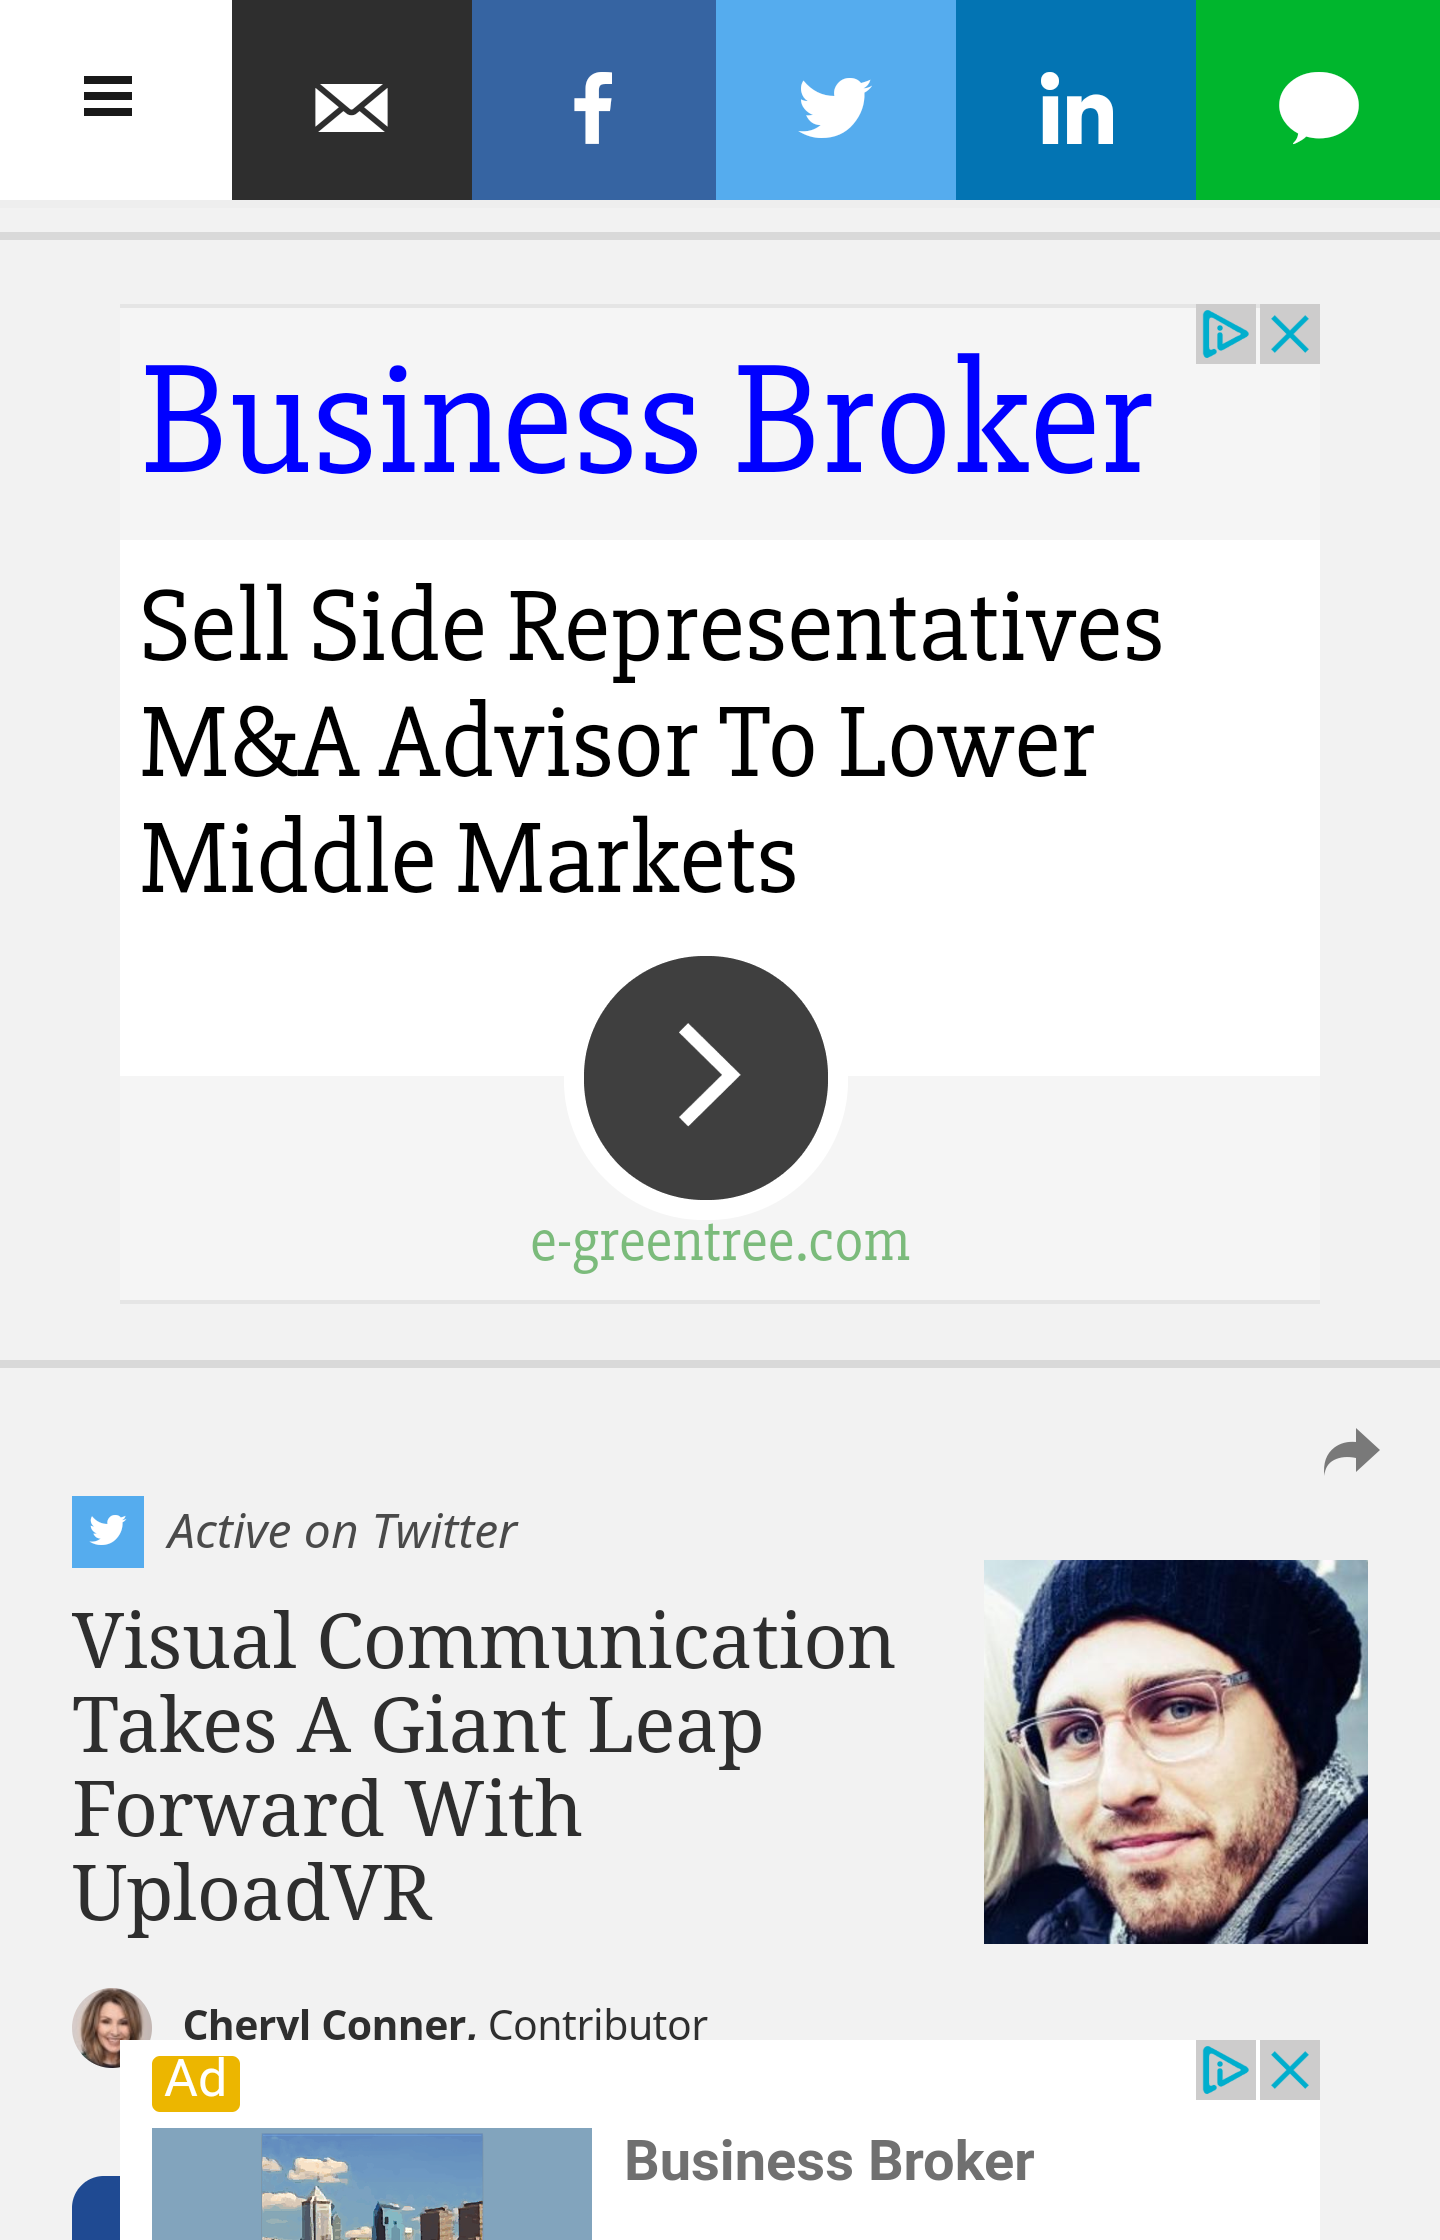 Business Broker
Sell Side Representatives
M&A Advisor To Lower
Middle Markets
e-greentree.com
Active on Twitter
Visual Communication
Takes A Giant Leap
Forward With
UploadVR
Cheryl Conner, Contributor
Ad
Business Broker